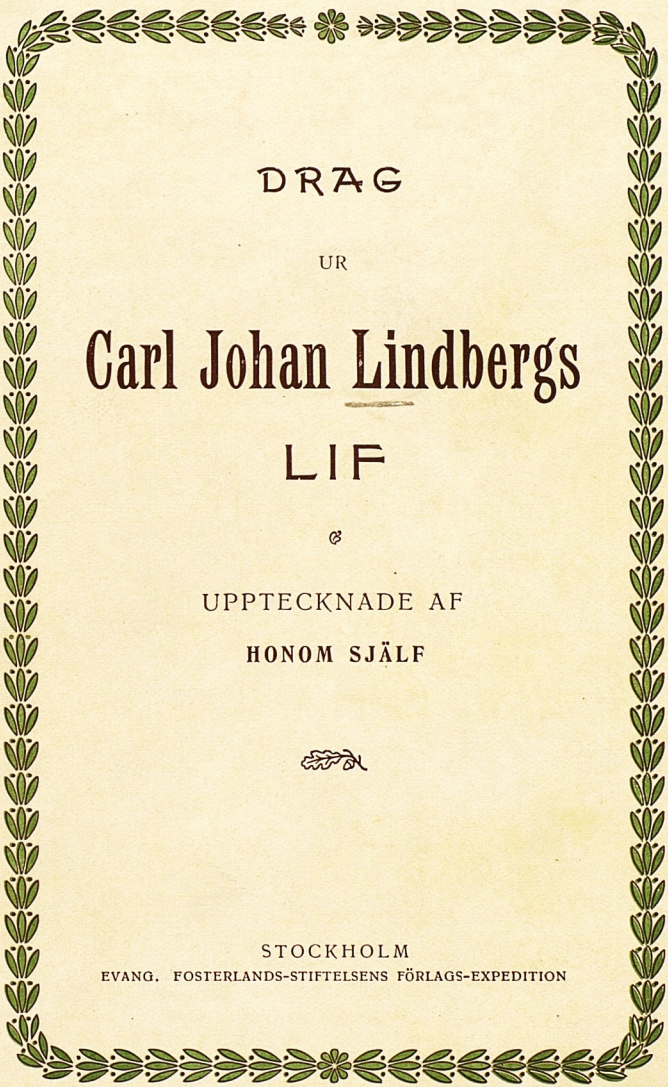 DRAG
UR
Carl Johan Lindbergs
LIF
UPPTECKNADE AF
HONOM SJÄLF
STOCKHOLM
EVANG. FOSTERLANDS-STIFTELSENS FÖRLAGS-EXPEDITION